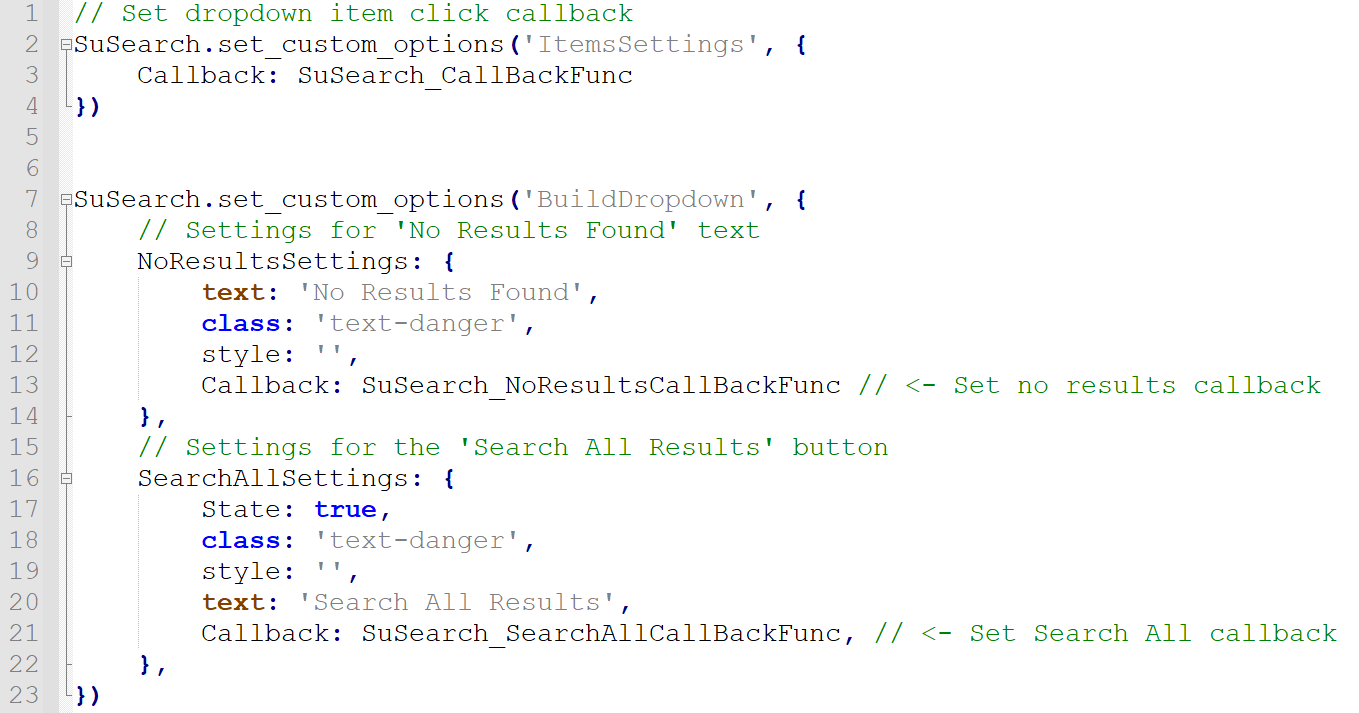 1 // Set dropdown item click callback
2 SuSearch.set_custom_options('ItemsSettings', {
3     Callback: SuSearch_CallBackFunc
4 })
5
6
7 SuSearch.set_custom_options('BuildDropdown', {
8     // Settings for 'No Results Found' text
9     NoResultsSettings: {
10         text: 'No Results Found',
11         class: 'text-danger',
12         style: '',
13         Callback: SuSearch_NoResultsCallBackFunc // <- Set no results callback
14     },
15     // Settings for the 'Search All Results' button
16     SearchAllSettings: {
17         State: true,
18         class: 'text-danger',
19         style: '',
20         text: 'Search All Results',
21         Callback: SuSearch_SearchAllCallBackFunc, // <- Set Search All callback
22     },
23 })